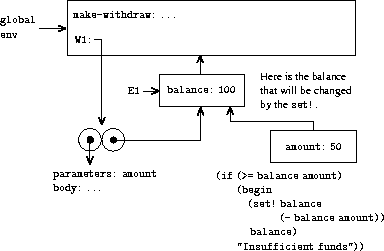 make-withdraw: ...
global
env
W1:
E1
balance: 100
Here is the balance
that will be changed
by the set! .
amount: 50
parameters: amount
body: ...
(if (>= balance amount)
(begin
(set! balance
(- balance amount))
balance)
"Insufficient funds"))